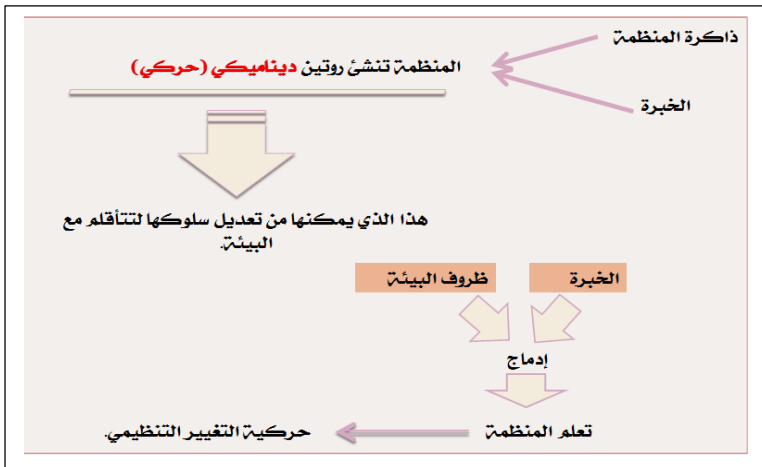 ذاكرة المنظمة
المنظمة تنشئ روتين ديناميكي (حركي)
الخبرة
هذا الذي يمكنها من تعديل سلوكها لتتأقلم مع
البيئة.
الخبرة
ظروف البيئة
إدماج
تعلم المنظمة
حركية التغيير التنظيمي.